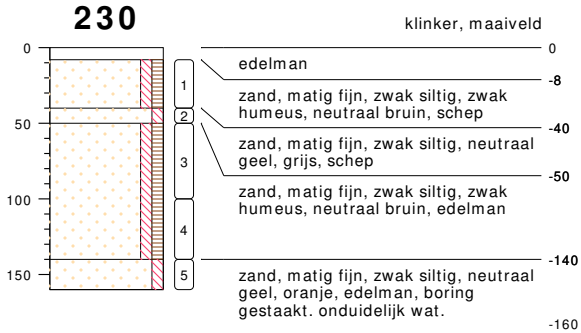 230
klinker, maaiveld
0
0
edelman
-8
1
zand, matig fijn, zwak siltig, zwak
humeus, neutraal bruin, schep
-40
2
50
zand, matig fijn, zwak siltig, neutraal
geel, grijs, schep
-50
3
zand, matig fijn, zwak siltig, zwak
humeus, neutraal bruin, edelman
100
4
-140
150
5
zand, matig fijn, zwak siltig, neutraal
geel, oranje, edelman, boring
gestaakt. onduidelijk wat.
-160